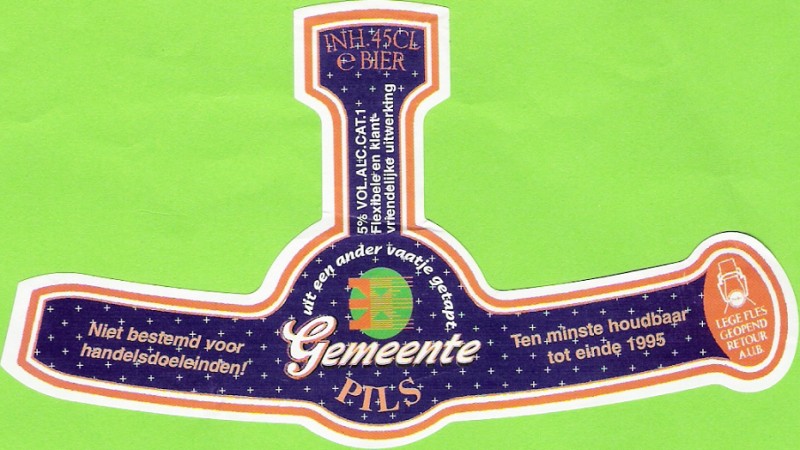 INH. 45CL
e BIER
5% VOL.ALC.CAT.1
Flexibele en klant-
vriendelijke uitwerking
uit een ander vaatje getapt
Gemeente
PILS
Niet bestemd voor
handelsdoeleinden!
Ten minste houdbaar
tot einde 1995
LEGE FLES
GEOPEND
RETOUR
A.U.B.